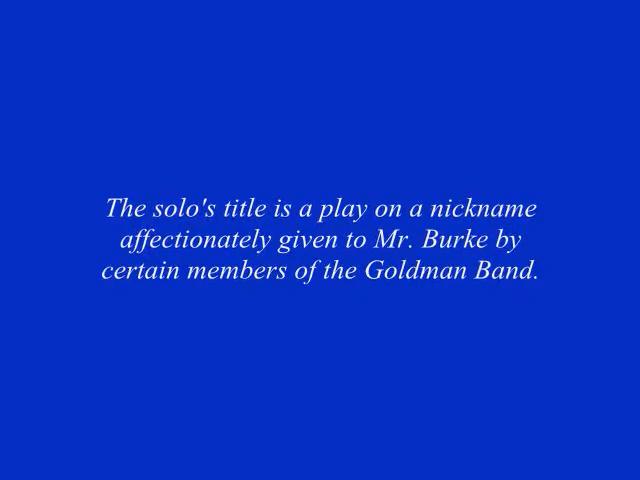 The solo's title is a play on a nickname
affectionately given to Mr. Burke by
certain members of the Goldman Band.